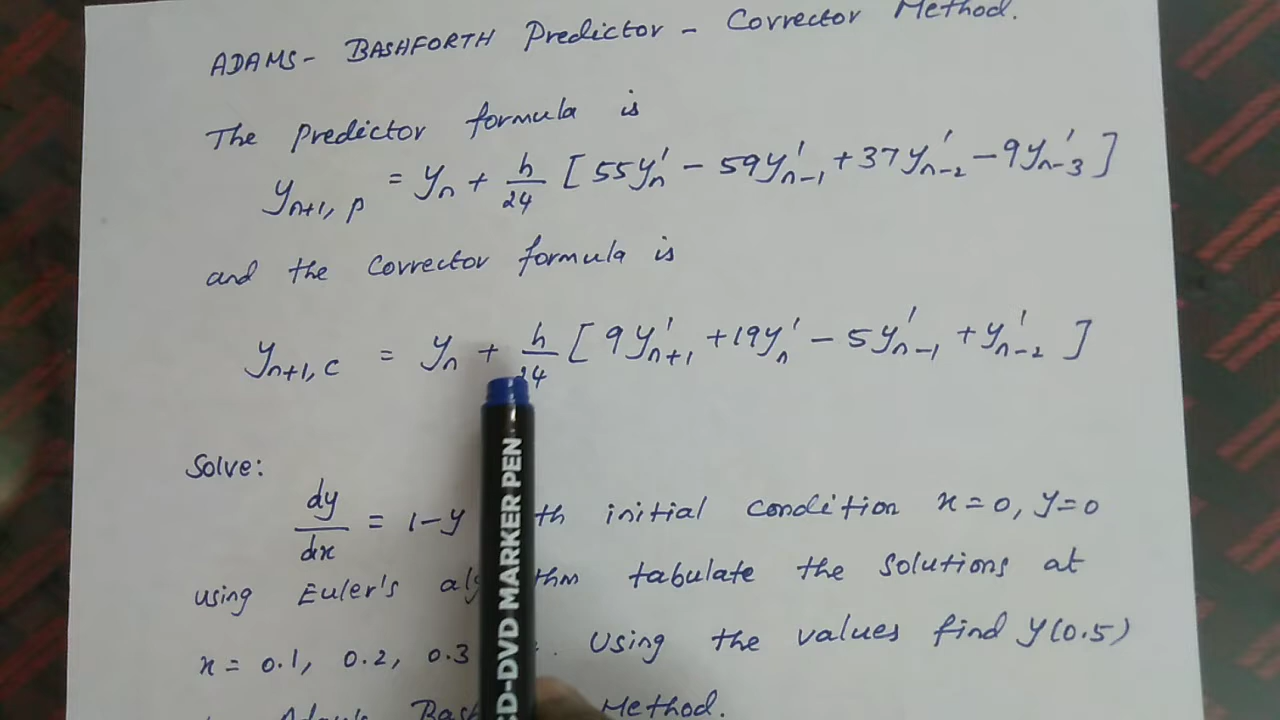 ADAMS - BASHFORTH Predictor - Corrector Method.
The Predictor formula is
y_{n+1, p} = y_n + h/24 [ 55y'_n - 59y'_{n-1} + 37y'_{n-2} - 9y'_{n-3} ]
and the Corrector formula is
y_{n+1, c} = y_n + h/24 [ 9y'_{n+1} + 19y'_n - 5y'_{n-1} + y'_{n-2} ]
Solve:
dy/dx = 1-y th initial condition x=0, y=0
using Euler's al thm tabulate the solutions at
x = 0.1, 0.2, 0.3 . Using the values find y(0.5)
Bash Method.
CD-DVD MARKER PEN